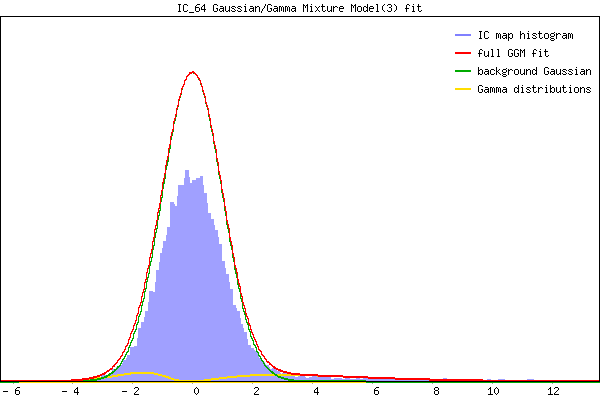 IC_64 Gaussian/Gamma Mixture Model(3) fit
IC map histogram
full GGM fit
background Gaussian
Gamma distributions
-6 -4 -2 0 2 4 6 8 10 12